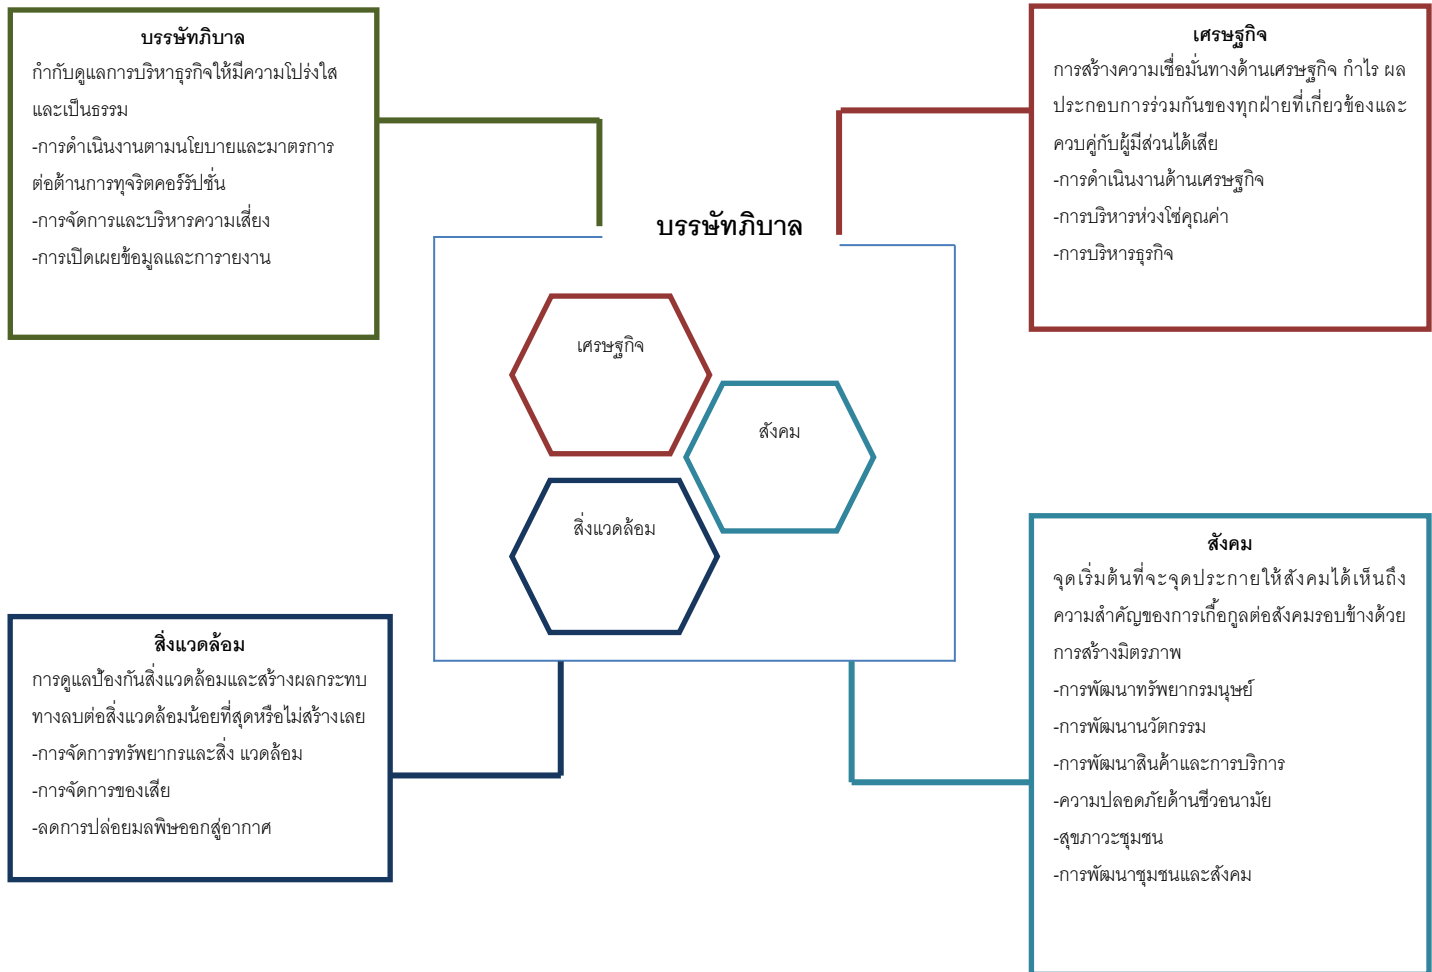 บรรษัทภิบาล
กำกับดูแลการบริหาธุรกิจให้มีความโปร่งใส
และเป็นธรรม
-การดำเนินงานตามนโยบายและมาตรการ
ต่อต้านการทุจริตคอร์รัปชั่น
-การจัดการและบริหารความเสี่ยง
-การเปิดเผยข้อมูลและการายงาน
เศรษฐกิจ
การสร้างความเชื่อมั่นทางด้านเศรษฐกิจ กำไร ผล
ประกอบการร่วมกันของทุกฝ่ายที่เกี่ยวข้องและ
ควบคู่กับผู้มีส่วนได้เสีย
-การดำเนินงานด้านเศรษฐกิจ
-การบริหารห่วงโซ่คุณค่า
-การบริหารธุรกิจ
บรรษัทภิบาล
เศรษฐกิจ
สังคม
สิ่งแวดล้อม
สิ่งแวดล้อม
การดูแลป้องกันสิ่งแวดล้อมและสร้างผลกระทบ
ทางลบต่อสิ่งแวดล้อมน้อยที่สุดหรือไม่สร้างเลย
-การจัดการทรัพยากรและสิ่ง แวดล้อม
-การจัดการของเสีย
-ลดการปล่อยมลพิษออกสู่อากาศ
สังคม
จุดเริ่มต้นที่จะจุดประกายให้สังคมได้เห็นถึง
ความสำคัญของการเกื้อกูลต่อสังคมรอบข้างด้วย
การสร้างมิตรภาพ
-การพัฒนาทรัพยากรมนุษย์
-การพัฒนานวัตกรรม
-การพัฒนาสินค้าและการบริการ
-ความปลอดภัยด้านชีวอนามัย
-สุขภาวะชุมชน
-การพัฒนาชุมชนและสังคม